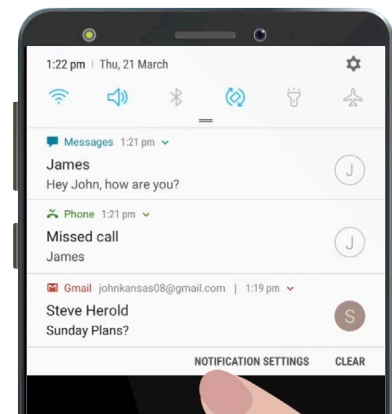 1:22 pm | Thu, 21 March
Messages 1:21 pm
James
Hey John, how are you?
J
Phone 1:21 pm
Missed call
James
J
Gmail johnkansas08@gmail.com | 1:19 pm
Steve Herold
Sunday Plans?
S
NOTIFICATION SETTINGS CLEAR